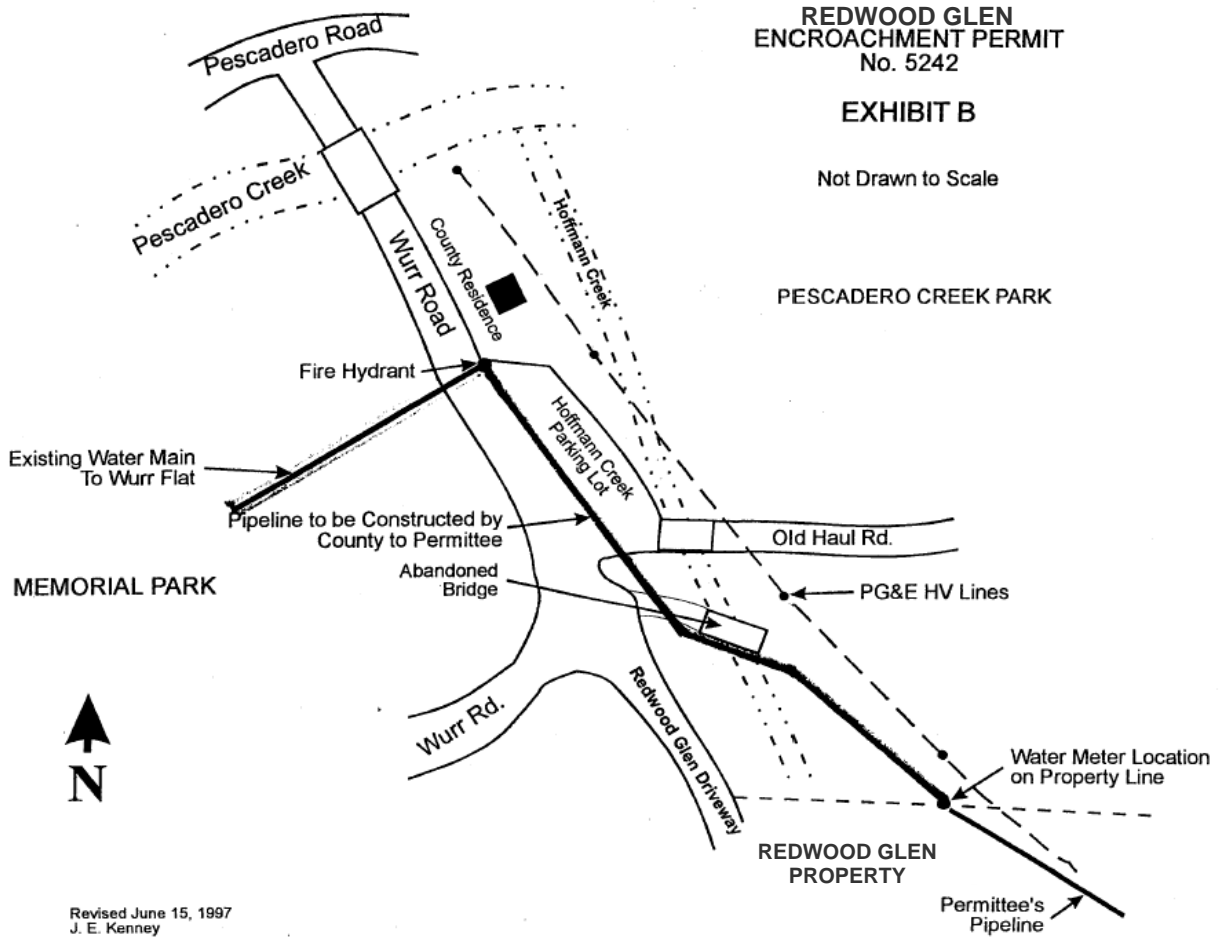 REDWOOD GLEN
ENCROACHMENT PERMIT
No. 5242
EXHIBIT B
Not Drawn to Scale
PESCADERO CREEK PARK
Pescadero Road
Pescadero Creek
Wurr Road
County Residence
Hoffmann Creek
Fire Hydrant
Existing Water Main
To Wurr Flat
Hoffmann Creek
Parking Lot
Pipeline to be Constructed by
County to Permittee
Old Haul Rd.
Abandoned
Bridge
PG&E HV Lines
MEMORIAL PARK
Wurr Rd.
Redwood Glen Driveway
N
Water Meter Location
on Property Line
REDWOOD GLEN
PROPERTY
Permittee's
Pipeline
Revised June 15, 1997
J. E. Kenney